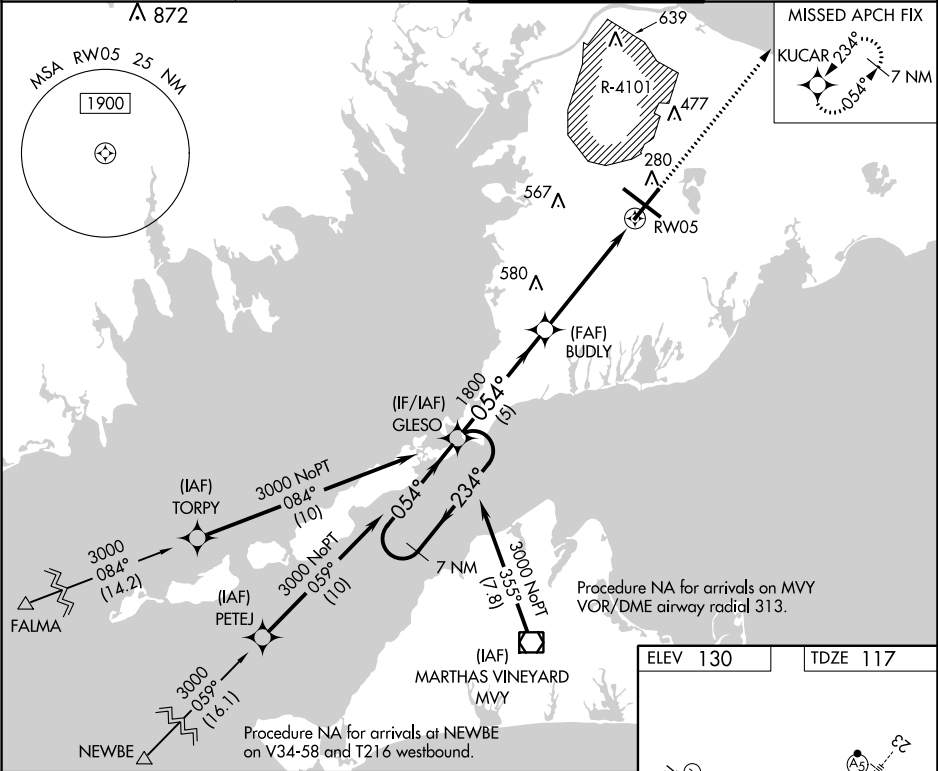 872
MSA RW05 25 NM
1900
639
R-4101
477
280
567
RW05
580
MISSED APCH FIX
KUCAR
234°
054°
7 NM
(FAF)
BUDLY
1800
054°
(5)
(IF/IAF)
GLESO
3000 NoPT
084°
(10)
(IAF)
TORPY
3000
084°
(14.2)
FALMA
054°
234°
7 NM
3000 NoPT
059°
(10)
(IAF)
PETEJ
3000 NoPT
355°
(7.8)
Procedure NA for arrivals on MVY
VOR/DME airway radial 313.
(IAF)
MARTHAS VINEYARD
MVY
3000
059°
(16.1)
NEWBE
Procedure NA for arrivals at NEWBE
on V34-58 and T216 westbound.
ELEV 130
TDZE 117
A5
23